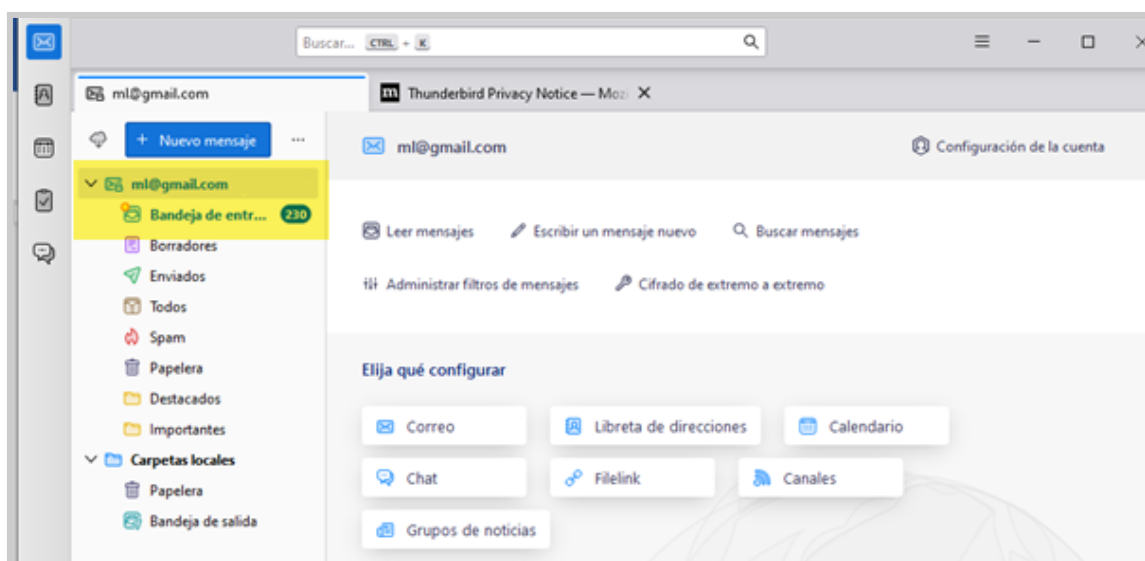 Buscar... CTRL + K
ml@gmail.com
Thunderbird Privacy Notice — Moz
+ Nuevo mensaje
ml@gmail.com
Configuración de la cuenta
ml@gmail.com
Bandeja de entr... 230
Borradores
Enviados
Todos
Spam
Papelera
Destacados
Importantes
Carpetas locales
Papelera
Bandeja de salida
Leer mensajes Escribir un mensaje nuevo Buscar mensajes
Administrar filtros de mensajes Cifrado de extremo a extremo
Elija qué configurar
Correo Libreta de direcciones Calendario
Chat Filelink Canales
Grupos de noticias